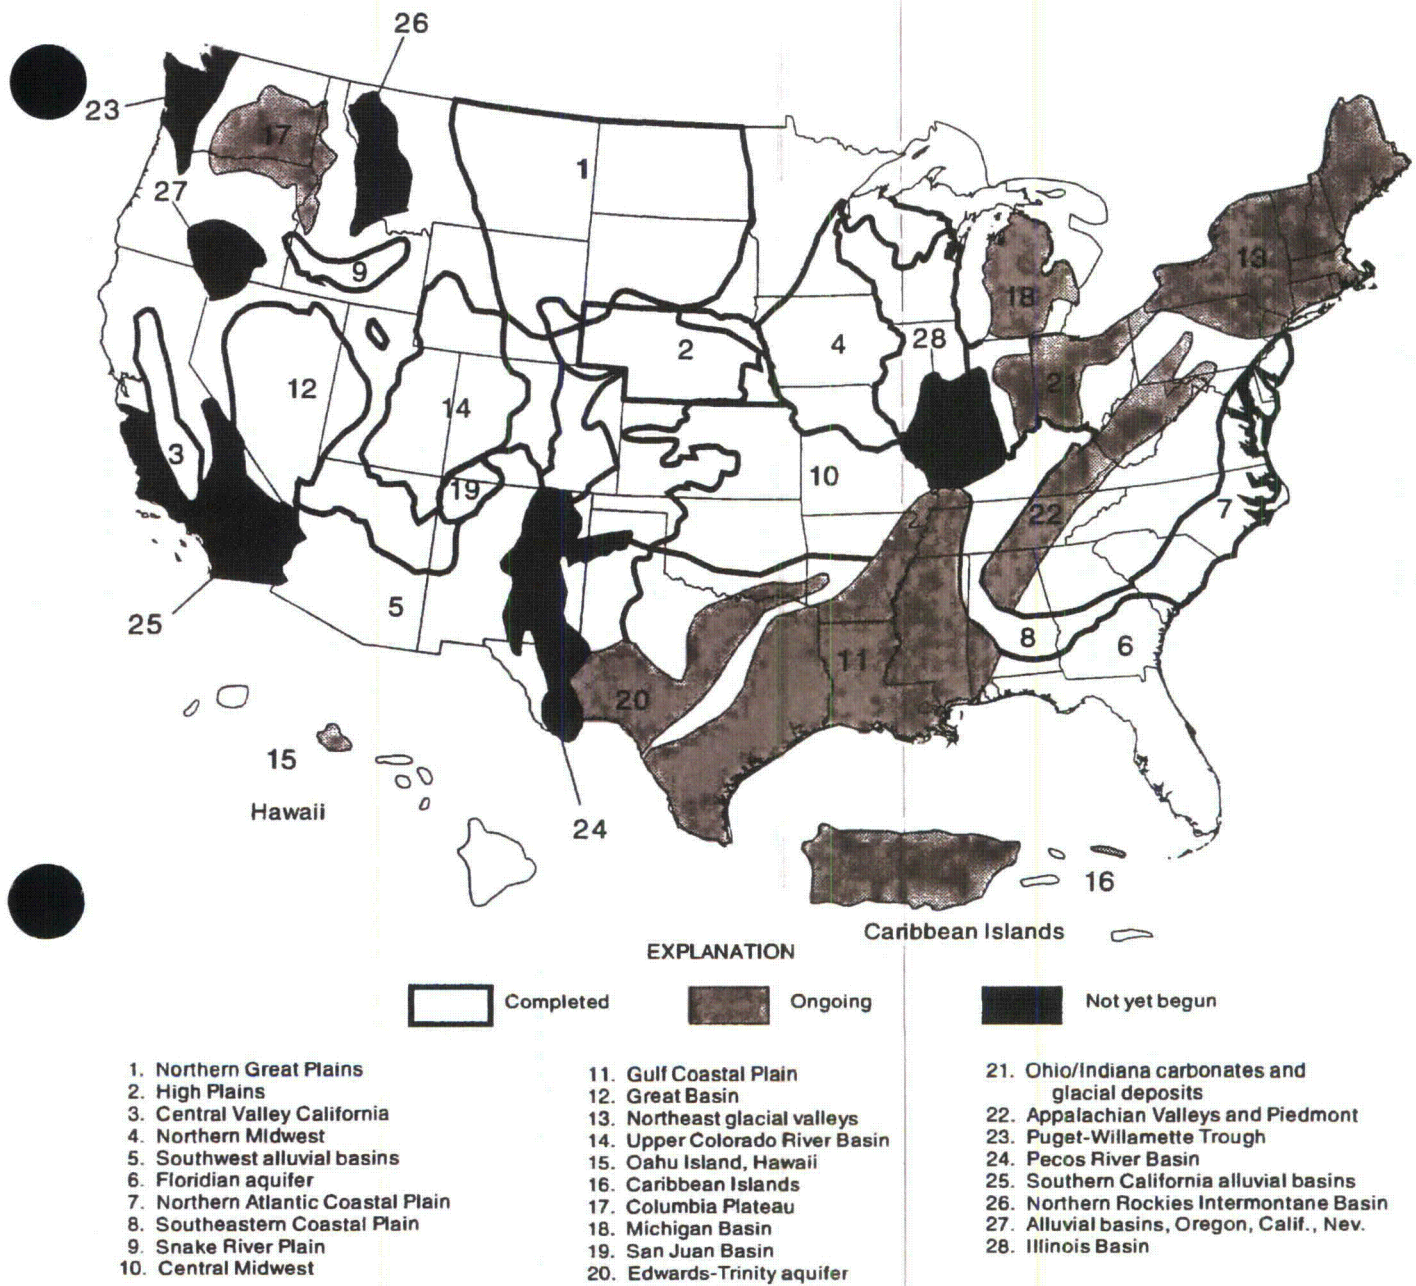 26
23
17
27
1
13
9
18
28
4
2
12
21
14
3
19
10
7
22
5
8
6
25
11
20
15
Hawaii
24
16
Caribbean Islands
EXPLANATION
Completed
Ongoing
Not yet begun
1. Northern Great Plains
2. High Plains
3. Central Valley California
4. Northern Midwest
5. Southwest alluvial basins
6. Floridian aquifer
7. Northern Atlantic Coastal Plain
8. Southeastern Coastal Plain
9. Snake River Plain
10. Central Midwest
11. Gulf Coastal Plain
12. Great Basin
13. Northeast glacial valleys
14. Upper Colorado River Basin
15. Oahu Island, Hawaii
16. Caribbean Islands
17. Columbia Plateau
18. Michigan Basin
19. San Juan Basin
20. Edwards-Trinity aquifer
21. Ohio/Indiana carbonates and
glacial deposits
22. Appalachian Valleys and Piedmont
23. Puget-Willamette Trough
24. Pecos River Basin
25. Southern California alluvial basins
26. Northern Rockies Intermontane Basin
27. Alluvial basins, Oregon, Calif., Nev.
28. Illinois Basin